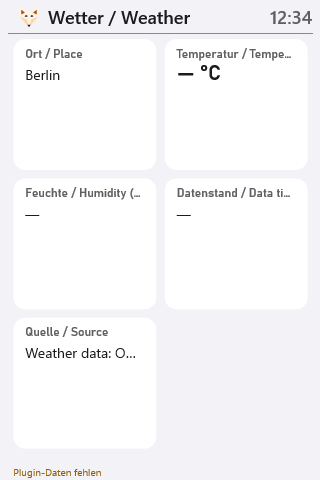 Wetter / Weather
12:34
Ort / Place
Berlin
Temperatur / Tempe...
— °C
Feuchte / Humidity (...
—
Datenstand / Data ti...
—
Quelle / Source
Weather data: O...
Plugin-Daten fehlen